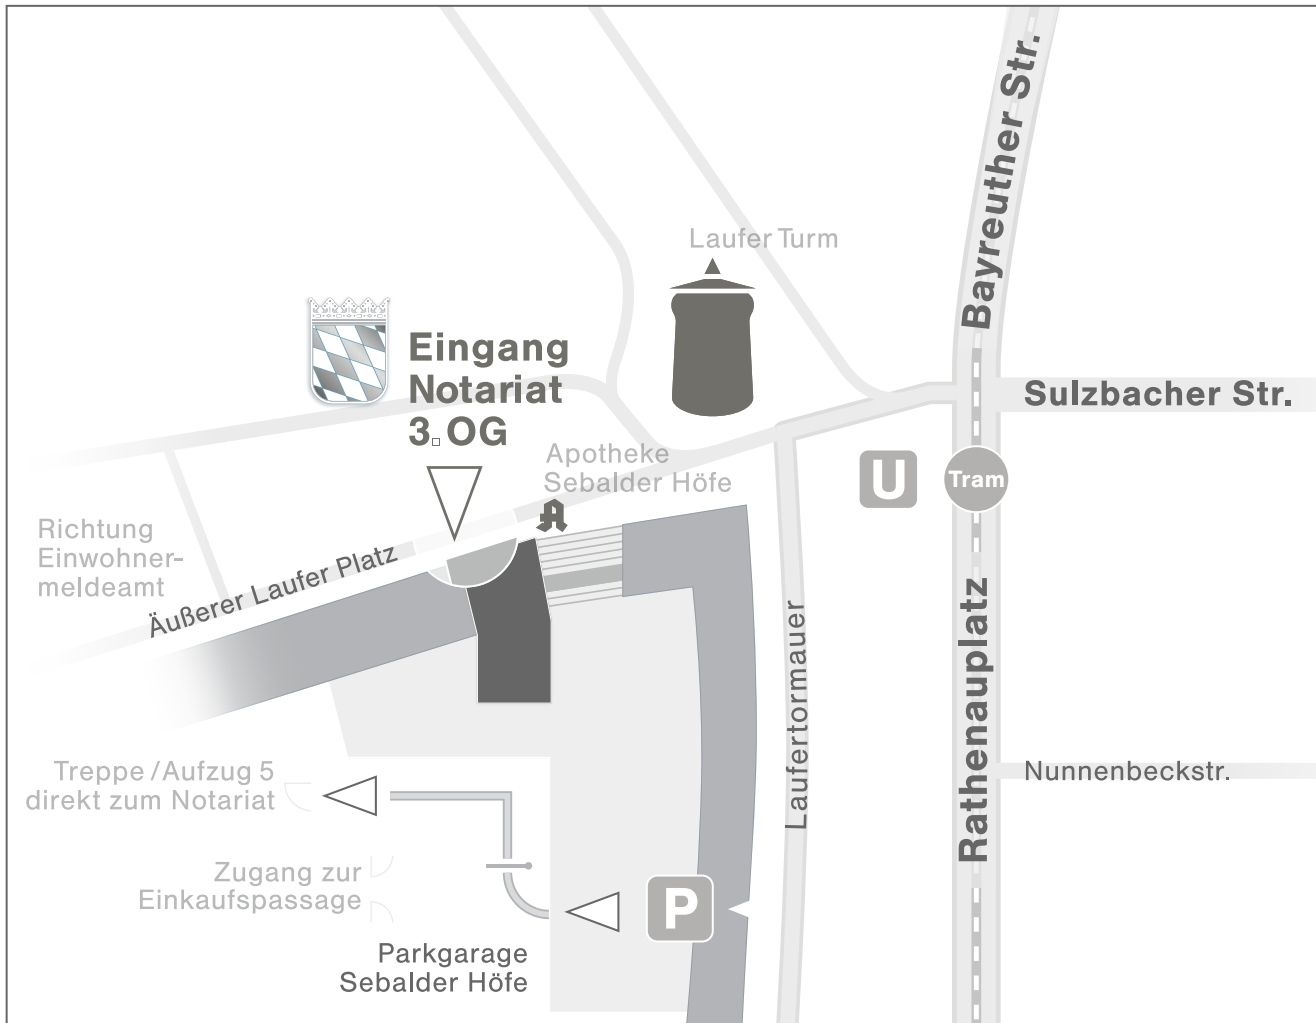 Bayreuther Str.
Laufer Turm
Eingang
Notariat
3. OG
Sulzbacher Str.
Apotheke
Sebalder Höfe
A
U
Tram
Richtung
Einwohner-
meldeamt
Äußerer Laufer Platz
Laufertormauer
Rathenauplatz
Nunnenbeckstr.
Treppe / Aufzug 5
direkt zum Notariat
Zugang zur
Einkaufspassage
P
Parkgarage
Sebalder Höfe